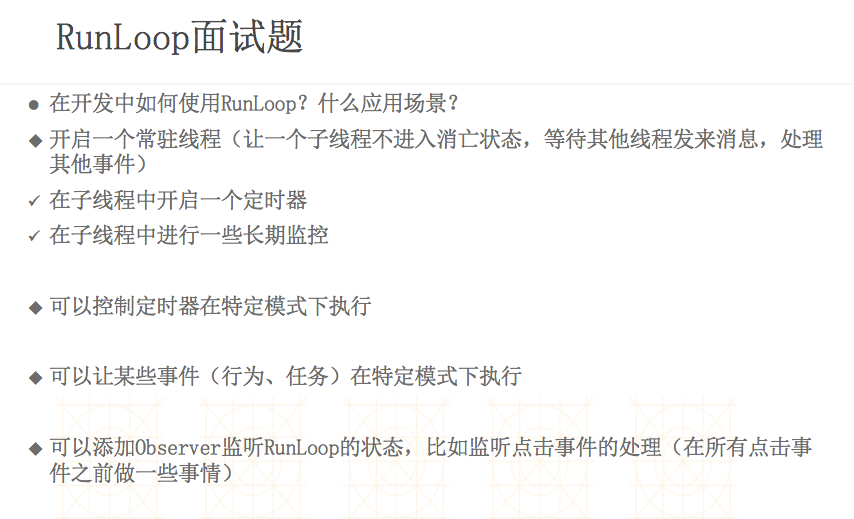 RunLoop面试题
● 在开发中如何使用RunLoop？什么应用场景？
◆ 开启一个常驻线程（让一个子线程不进入消亡状态，等待其他线程发来消息，处理
其他事件）
✓ 在子线程中开启一个定时器
✓ 在子线程中进行一些长期监控
◆ 可以控制定时器在特定模式下执行
◆ 可以让某些事件（行为、任务）在特定模式下执行
◆ 可以添加Observer监听RunLoop的状态，比如监听点击事件的处理（在所有点击事
件之前做一些事情）